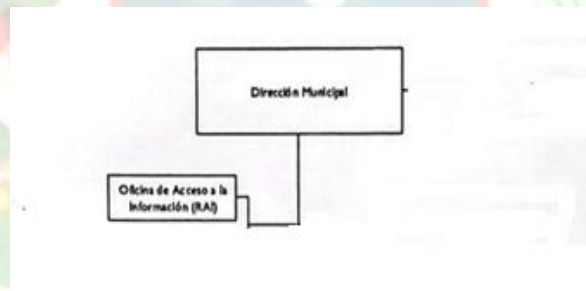 Dirección Municipal
Oficina de Acceso a la
Información (RAI)